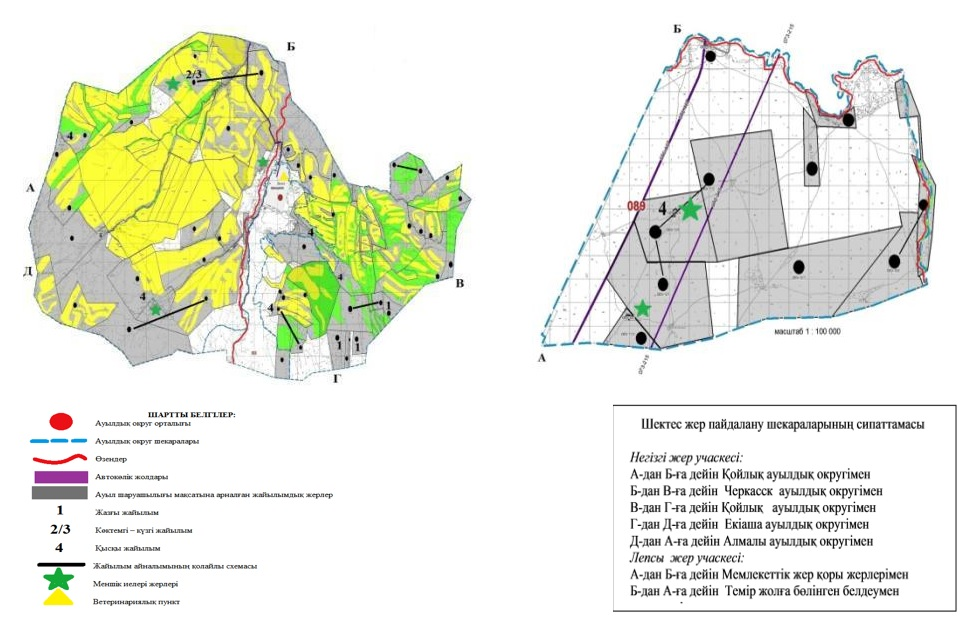 Б
2/3
4
А
4
Д
В
4
4
4
1
1
1
Г
Б
073-215
089
4
масштаб 1 : 100 000
А
073-215
ШАРТТЫ БЕЛГІЛЕР:
Ауылдық округ орталығы
Ауылдық округ шекаралары
Өзендер
Автокөлік жолдары
Ауыл шаруашылығы мақсатына арналған жайылымдық жерлер
1 Жазғы жайылым
2/3 Көктемгі – күзгі жайылым
4 Қысқы жайылым
Жайылым айналымының қолайлы схемасы
Меншік иелері жерлері
Ветеринариялық пункт
Шектес жер пайдалану шекараларының сипаттамасы
Негізгі жер учаскесі:
А-дан Б-ға дейін Қойлық ауылдық округімен
Б-дан В-ға дейін Черкасск ауылдық округімен
В-дан Г-ға дейін Қойлық ауылдық округімен
Г-дан Д-ға дейін Екіаша ауылдық округімен
Д-дан А-ға дейін Алмалы ауылдық округімен
Лепсы жер учаскесі:
А-дан Б-ға дейін Мемлекеттік жер қоры жерлерімен
Б-дан А-ға дейін Темір жолға бөлінген белдеумен